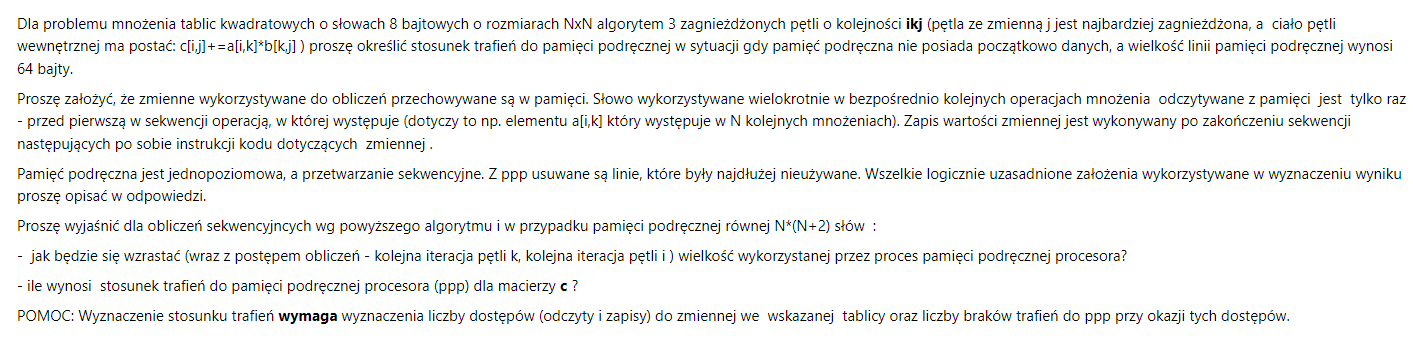 Dla problemu mnożenia tablic kwadratowych o słowach 8 bajtowych o rozmiarach NxN algorytem 3 zagnieżdżonych pętli o kolejności ikj (pętla ze zmienną j jest najbardziej zagnieżdżona, a ciało pętli
wewnętrznej ma postać: c[i,j]+=a[i,k]*b[k,j] ) proszę określić stosunek trafień do pamięci podręcznej w sytuacji gdy pamięć podręczna nie posiada początkowo danych, a wielkość linii pamięci podręcznej wynosi
64 bajty.
Proszę założyć, że zmienne wykorzystywane do obliczeń przechowywane są w pamięci. Słowo wykorzystywane wielokrotnie w bezpośrednio kolejnych operacjach mnożenia odczytywane z pamięci jest tylko raz
- przed pierwszą w sekwencji operacją, w której występuje (dotyczy to np. elementu a[i,k] który występuje w N kolejnych mnożeniach). Zapis wartości zmiennej jest wykonywany po zakończeniu sekwencji
następujących po sobie instrukcji kodu dotyczących zmiennej .
Pamięć podręczna jest jednopoziomowa, a przetwarzanie sekwencyjne. Z ppp usuwane są linie, które były najdłużej nieużywane. Wszelkie logicznie uzasadnione założenia wykorzystywane w wyznaczeniu wyniku
proszę opisać w odpowiedzi.
Proszę wyjaśnić dla obliczeń sekwencyjncych wg powyższego algorytmu i w przypadku pamięci podręcznej równej N*(N+2) słów :
- jak będzie się wzrastać (wraz z postępem obliczeń - kolejna iteracja pętli k, kolejna iteracja pętli i ) wielkość wykorzystanej przez proces pamięci podręcznej procesora?
- ile wynosi stosunek trafień do pamięci podręcznej procesora (ppp) dla macierzy c ?
POMOC: Wyznaczenie stosunku trafień wymaga wyznaczenia liczby dostępów (odczyty i zapisy) do zmiennej we wskazanej tablicy oraz liczby braków trafień do ppp przy okazji tych dostępów.